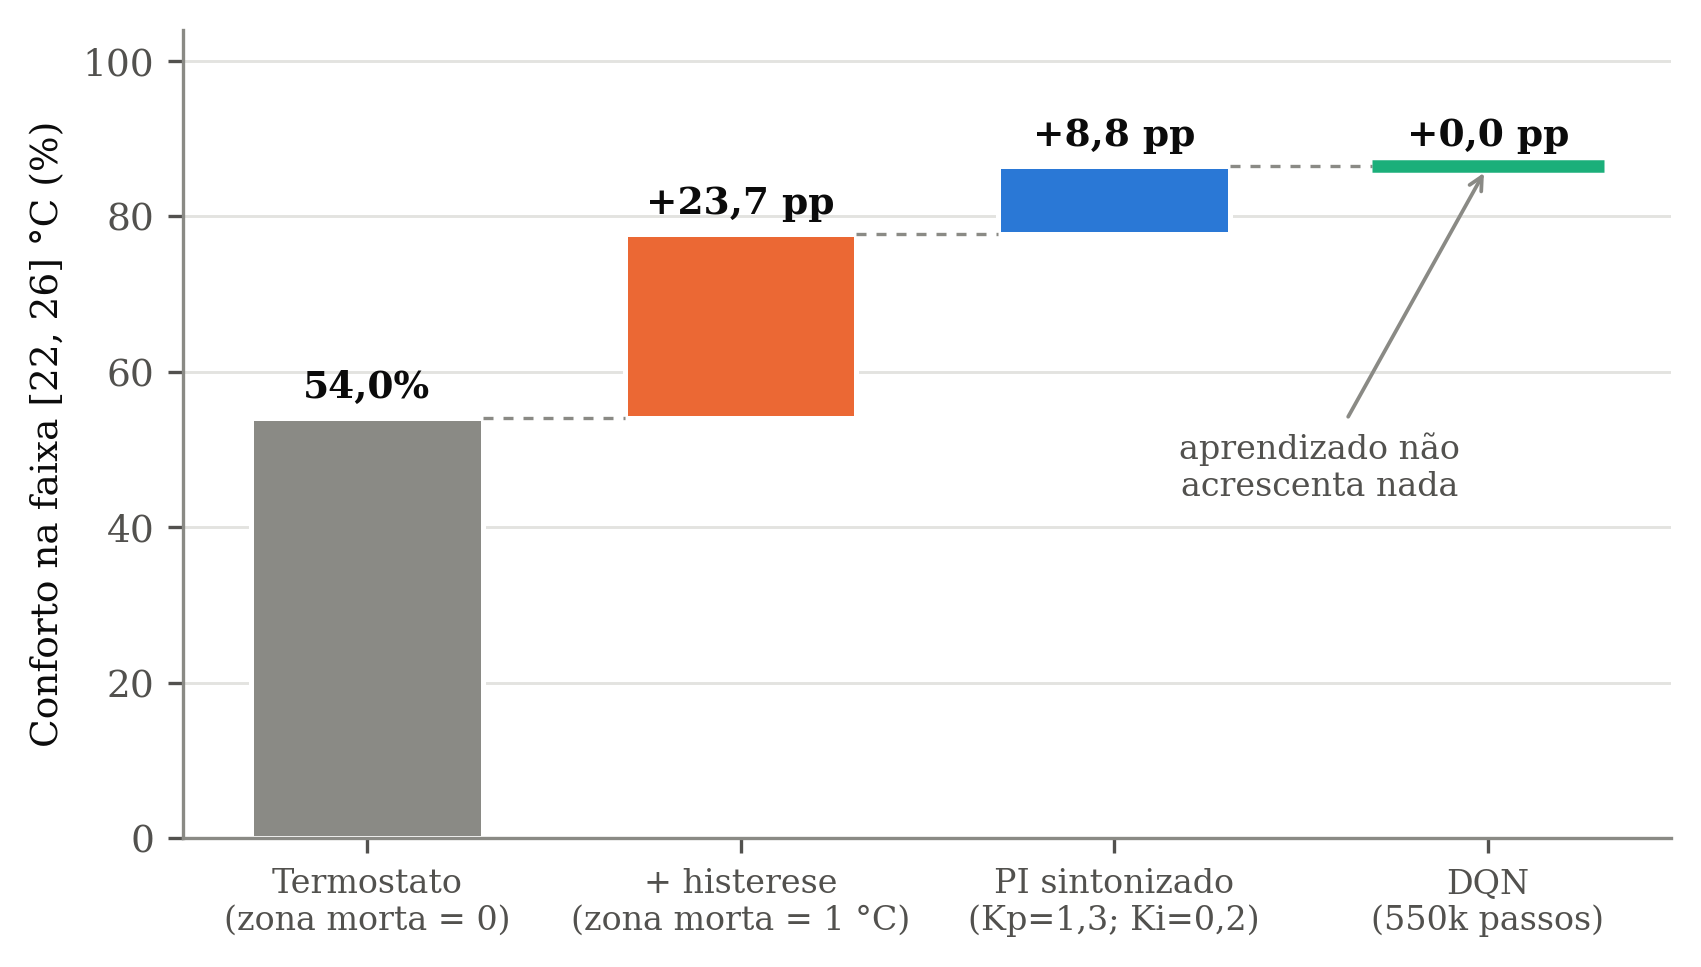 Conforto na faixa [22, 26] °C (%)
100
80
60
40
20
0
54,0%
+23,7 pp
+8,8 pp
+0,0 pp
aprendizado não
acrescenta nada
Termostato
(zona morta = 0)
+ histerese
(zona morta = 1 °C)
PI sintonizado
(Kp=1,3; Ki=0,2)
DQN
(550k passos)